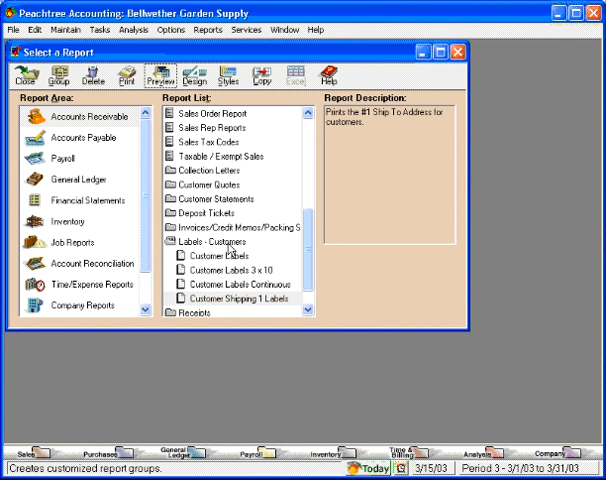 Peachtree Accounting: Bellwether Garden Supply
File Edit Maintain Tasks Analysis Options Reports Services Window Help
Select a Report
Close Group Delete Print Preview Design Styles Copy Excel Help
Report Area:
Accounts Receivable
Accounts Payable
Payroll
General Ledger
Financial Statements
Inventory
Job Reports
Account Reconciliation
Time/Expense Reports
Company Reports
Report List:
Sales Order Report
Sales Rep Reports
Sales Tax Codes
Taxable / Exempt Sales
Collection Letters
Customer Quotes
Customer Statements
Deposit Tickets
Invoices/Credit Memos/Packing S
Labels - Customers
Customer Labels
Customer Labels 3 x 10
Customer Labels Continuous
Customer Shipping 1 Labels
Receipts
Report Description:
Prints the #1 Ship To Address for
customers.
Sales Purchases General Ledger Payroll Inventory Time & Billing Analysis Company
Creates customized report groups. Today 3/15/03 Period 3 - 3/1/03 to 3/31/03